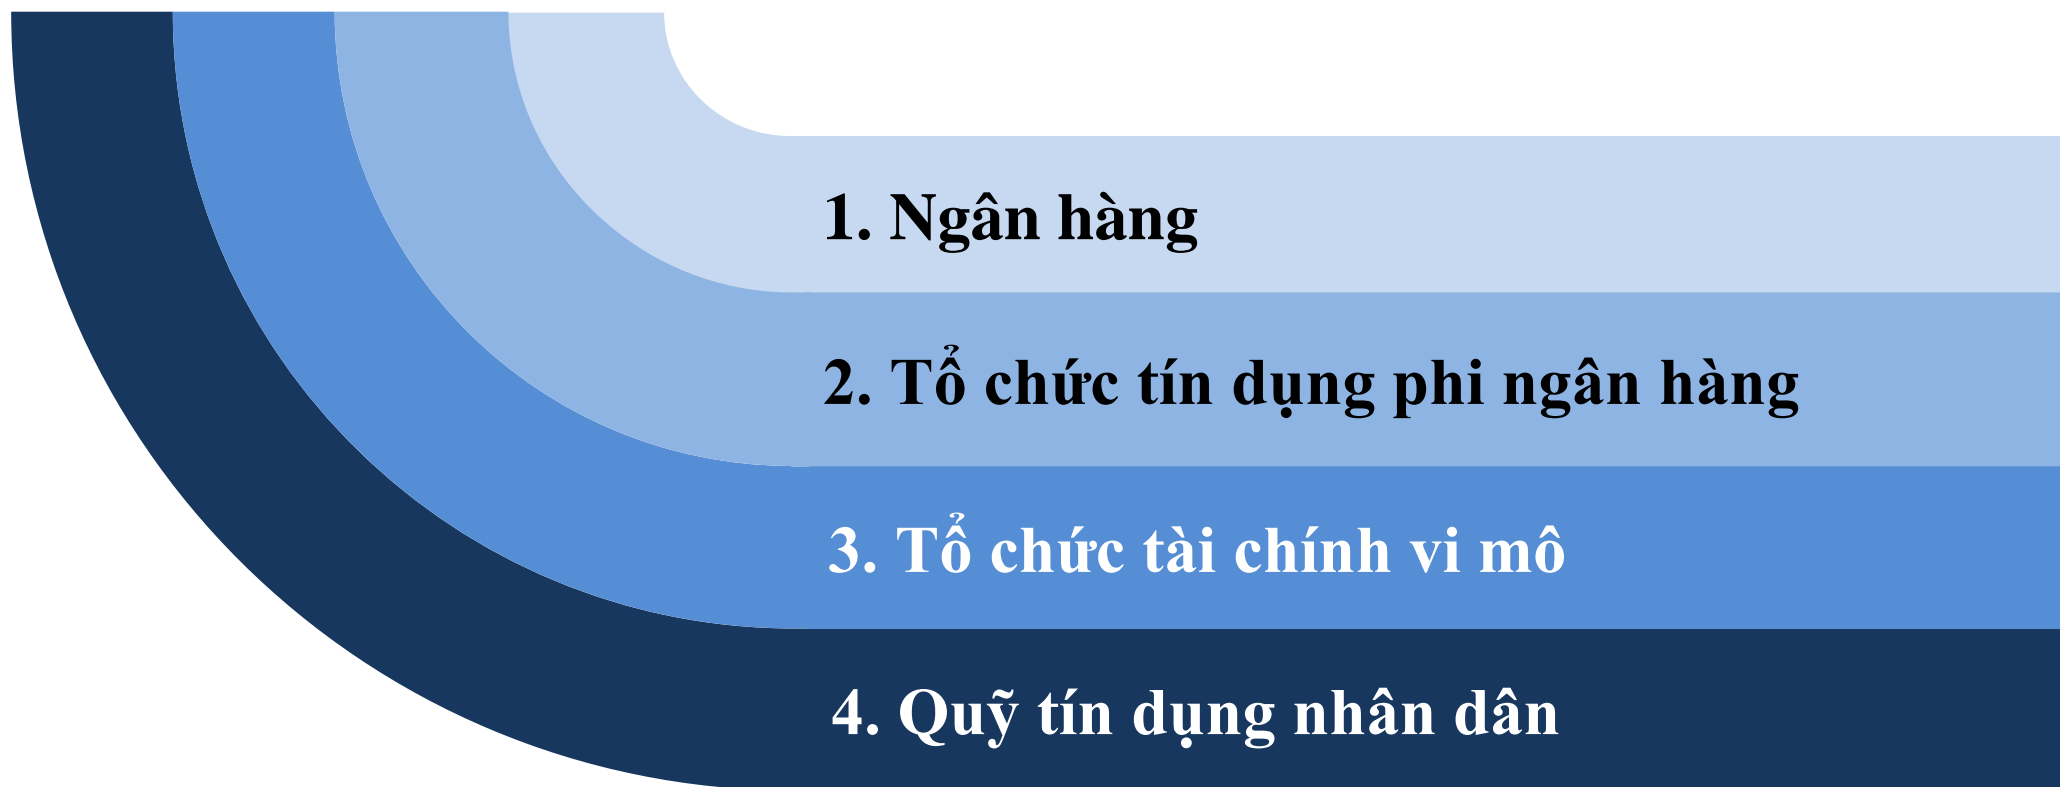 1. Ngân hàng
2. Tổ chức tín dụng phi ngân hàng
3. Tổ chức tài chính vi mô
4. Quỹ tín dụng nhân dân